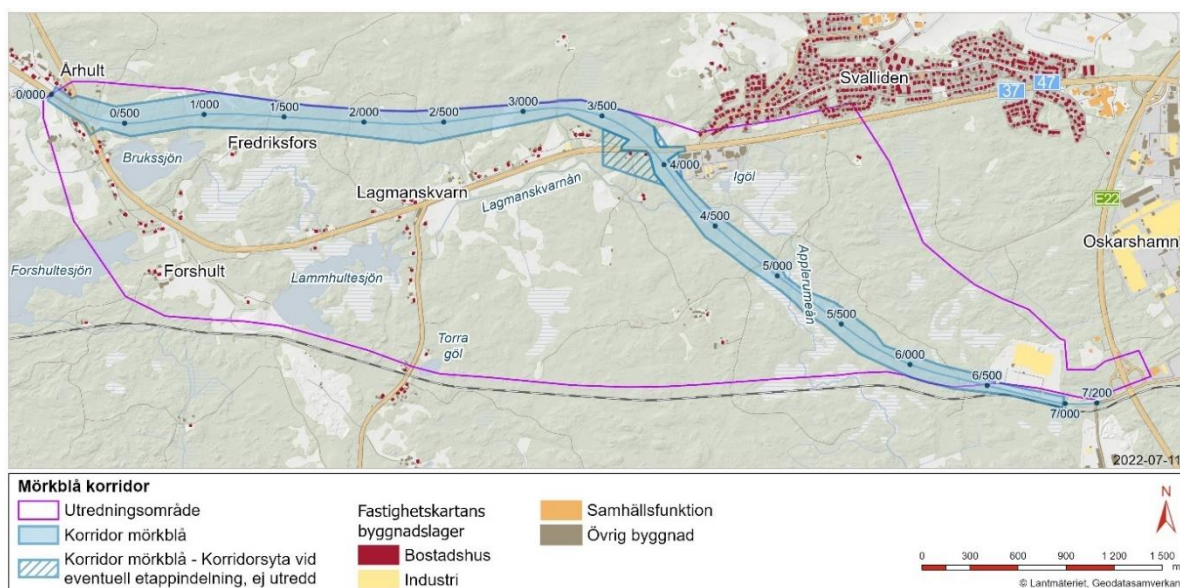 Århult
Svalliden
37
47
0/000
0/500
1/000
1/500
2/000
2/500
3/000
3/500
Fredriksfors
Brukssjön
Lagmanskvarn
Lagmanskvarnån
4/000
Igöl
E22
Oskarshamn
4/500
Forshultesjön
Forshult
Lammhultesjön
5/000
Applerumeån
5/500
Torra
göl
6/000
6/500
7/000
7/200
2022-07-11
Mörkblå korridor
Utredningsområde
Korridor mörkblå
Korridor mörkblå - Korridorsyta vid
eventuell etappindelning, ej utredd
Fastighetskartans
byggnadslager
Bostadshus
Industri
Samhällsfunktion
Övrig byggnad
N
0 300 600 900 1 200 1 500
m
© Lantmäteriet, Geodatasamverkan